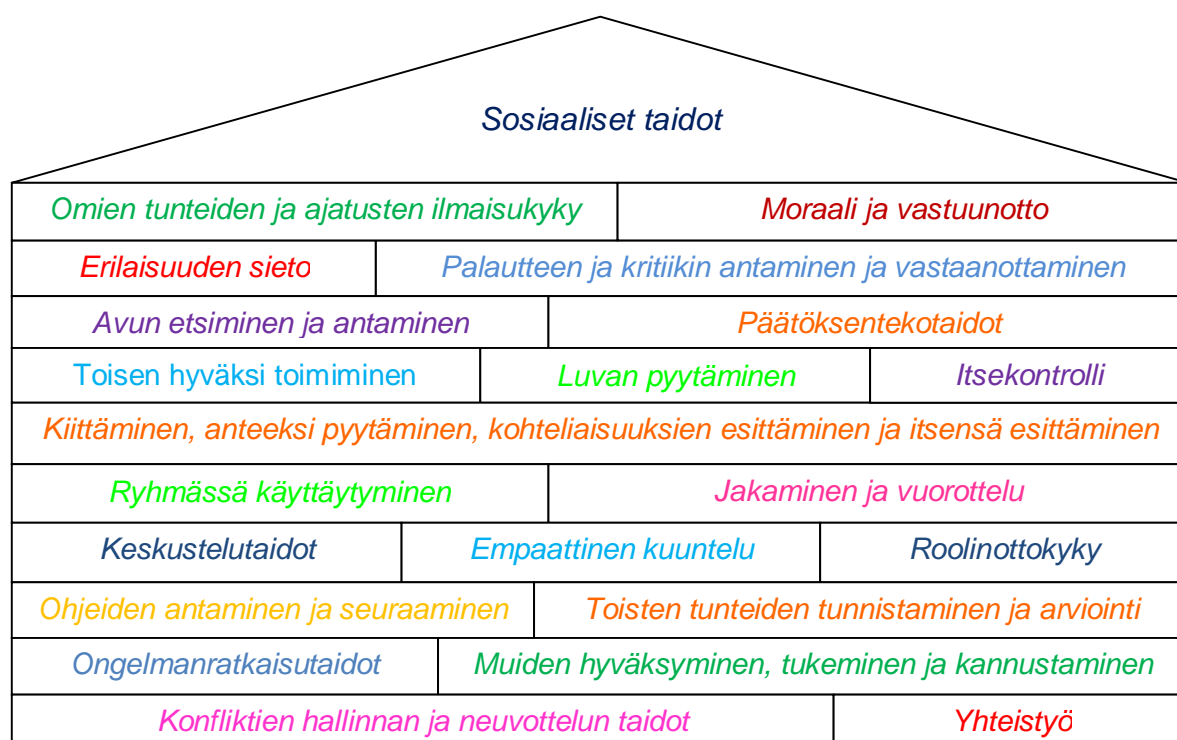 Sosiaaliset taidot
Omien tunteiden ja ajatusten ilmaisukyky
Moraali ja vastuunotto
Erilaisuuden sieto
Palautteen ja kritiikin antaminen ja vastaanottaminen
Avun etsiminen ja antaminen
Päätöksentekotaidot
Toisen hyväksi toimiminen
Luvan pyytäminen
Itsekontrolli
Kiittäminen, anteeksi pyytäminen, kohteliaisuuksien esittäminen ja itsensä esittäminen
Ryhmässä käyttäytyminen
Jakaminen ja vuorottelu
Keskustelutaidot
Empaattinen kuuntelu
Roolinottokyky
Ohjeiden antaminen ja seuraaminen
Toisten tunteiden tunnistaminen ja arviointi
Ongelmanratkaisutaidot
Muiden hyväksyminen, tukeminen ja kannustaminen
Konfliktien hallinnan ja neuvottelun taidot
Yhteistyö